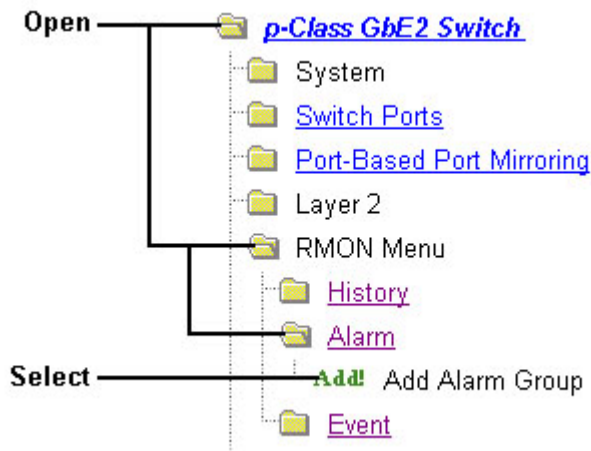 Open p-Class GbE2 Switch
System
Switch Ports
Port-Based Port Mirroring
Layer 2
RMON Menu
History
Alarm
Select Add! Add Alarm Group
Event